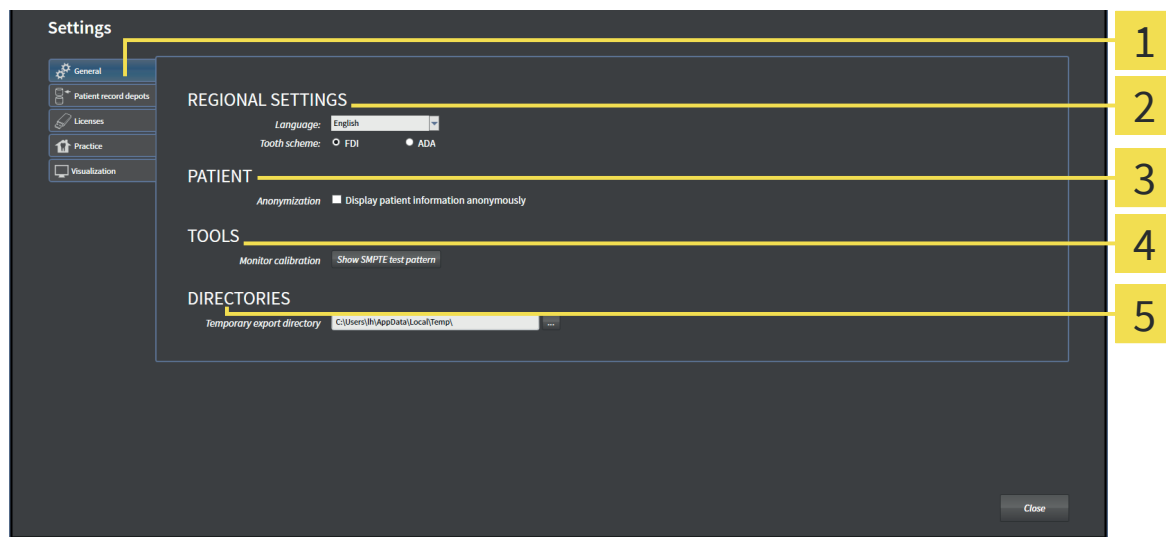 Settings
General
Patient record depots
Licenses
Practice
Visualization
REGIONAL SETTINGS
Language: English
Tooth scheme: FDI ADA
PATIENT
Anonymization Display patient information anonymously
TOOLS
Monitor calibration Show SMPTE test pattern
DIRECTORIES
Temporary export directory C:\Users\lh\AppData\Local\Temp\ ...
Close
1
2
3
4
5